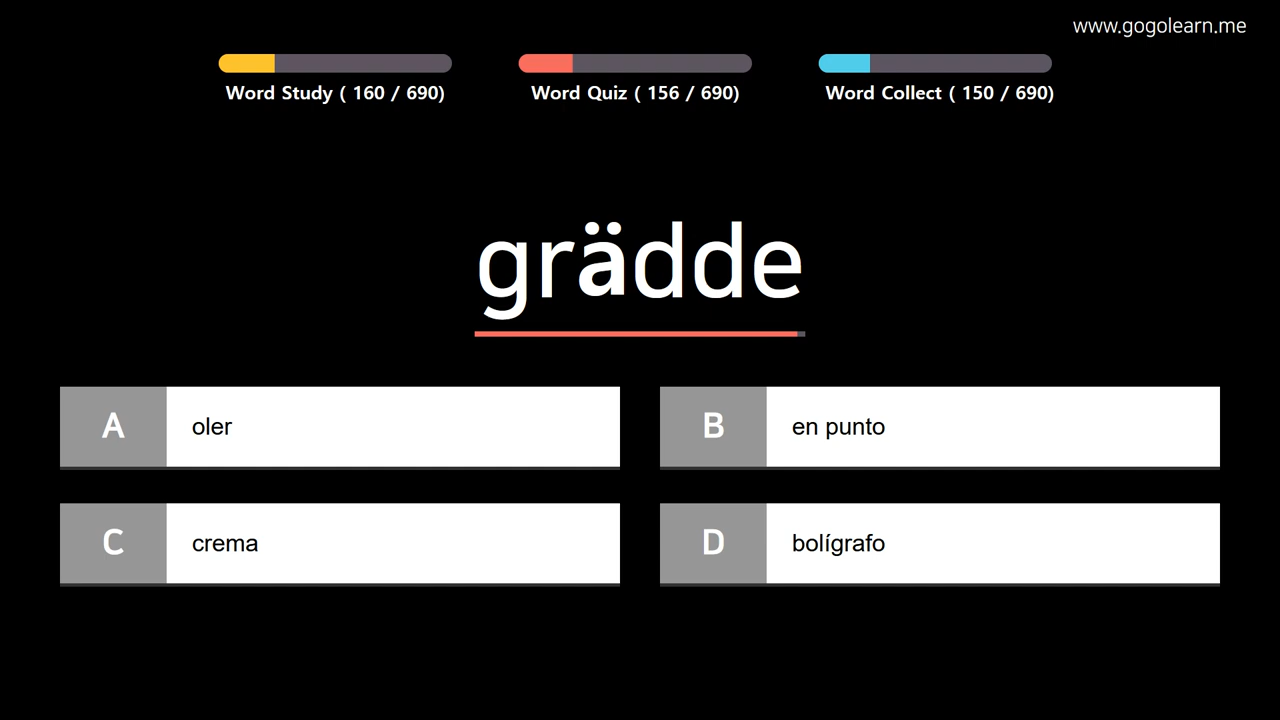 www.gogolearn.me
Word Study ( 160 / 690)
Word Quiz ( 156 / 690)
Word Collect ( 150 / 690)
grädde
A oler
B en punto
C crema
D bolígrafo